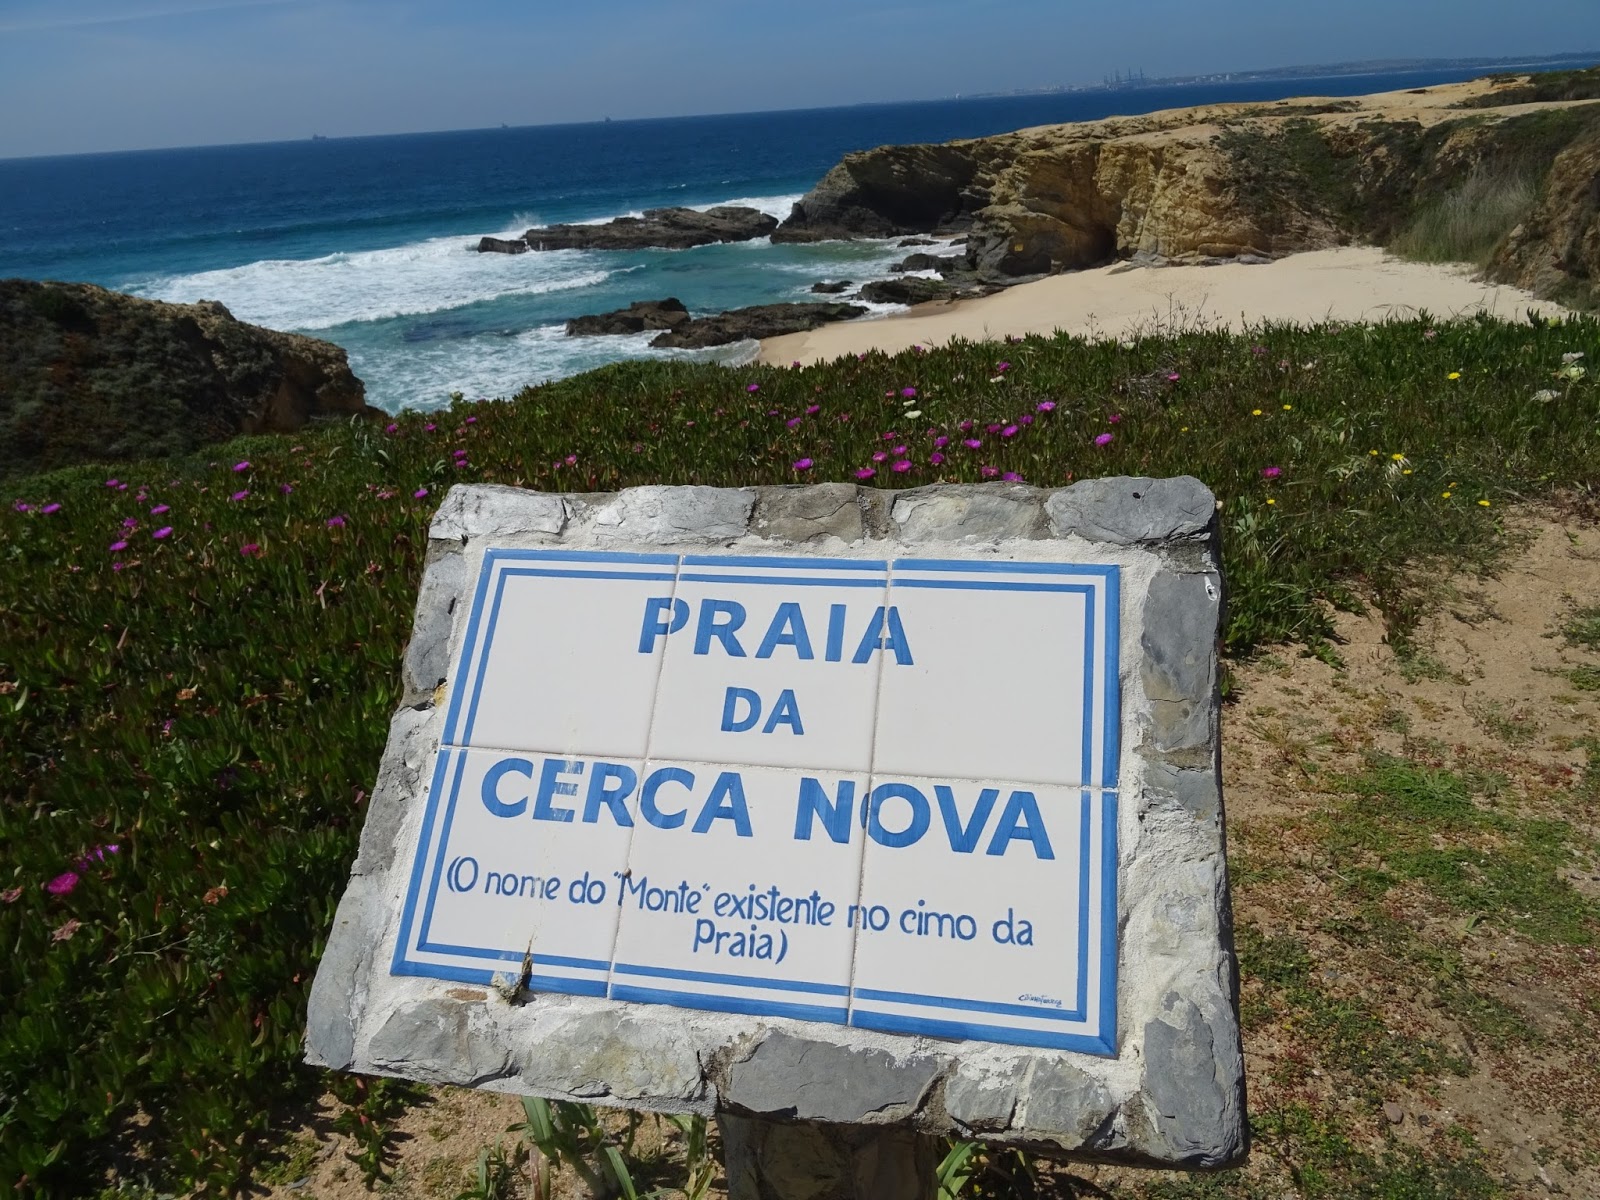 PRAIA
DA
CERCA NOVA
(O nome do "Monte" existente no cimo da
Praia)